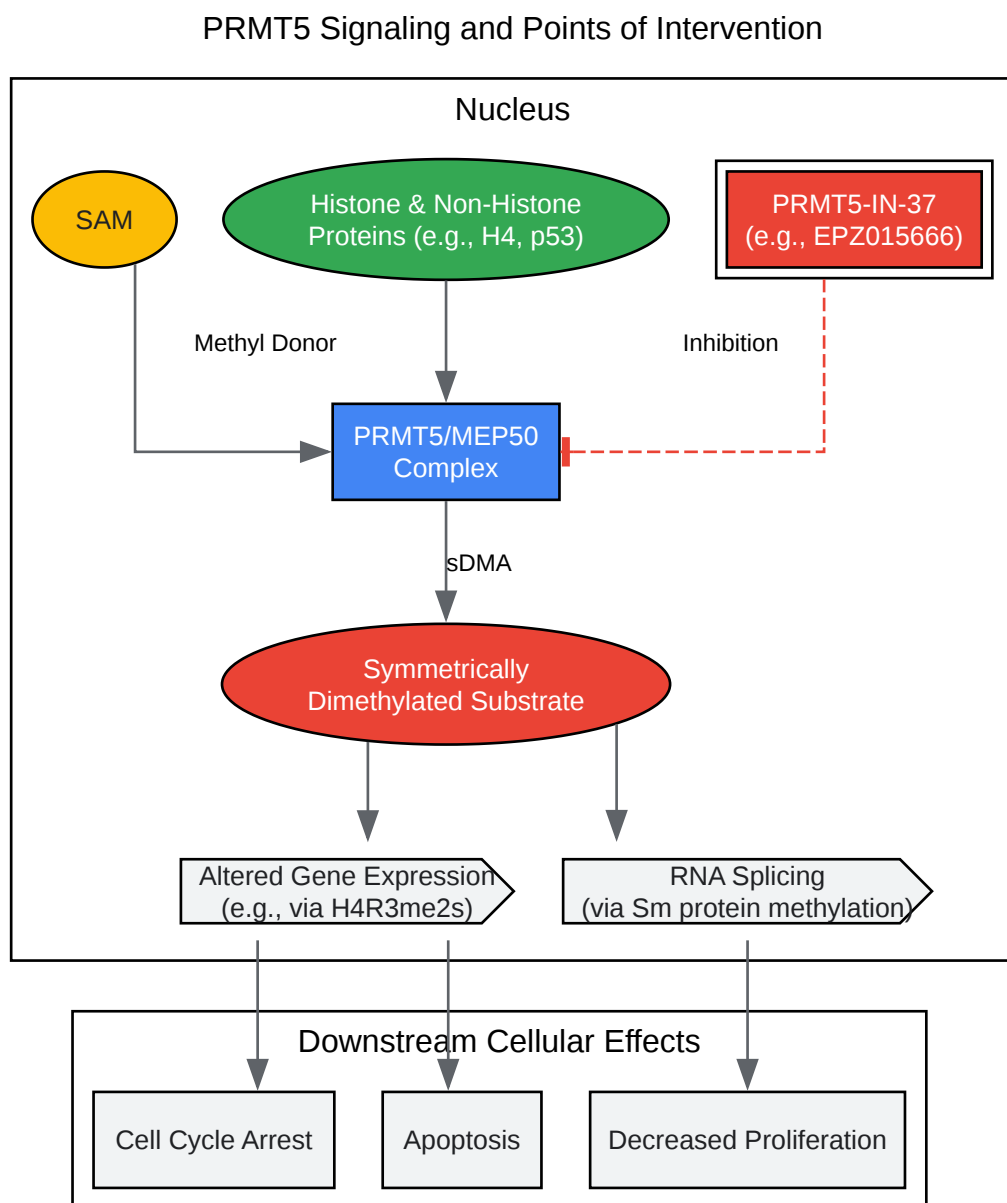 PRMT5 Signaling and Points of Intervention
Nucleus
SAM
Histone & Non-Histone
Proteins (e.g., H4, p53)
PRMT5-IN-37
(e.g., EPZ015666)
Methyl Donor
Inhibition
PRMT5/MEP50
Complex
sDMA
Symmetrically
Dimethylated Substrate
Altered Gene Expression
(e.g., via H4R3me2s)
RNA Splicing
(via Sm protein methylation)
Downstream Cellular Effects
Cell Cycle Arrest
Apoptosis
Decreased Proliferation